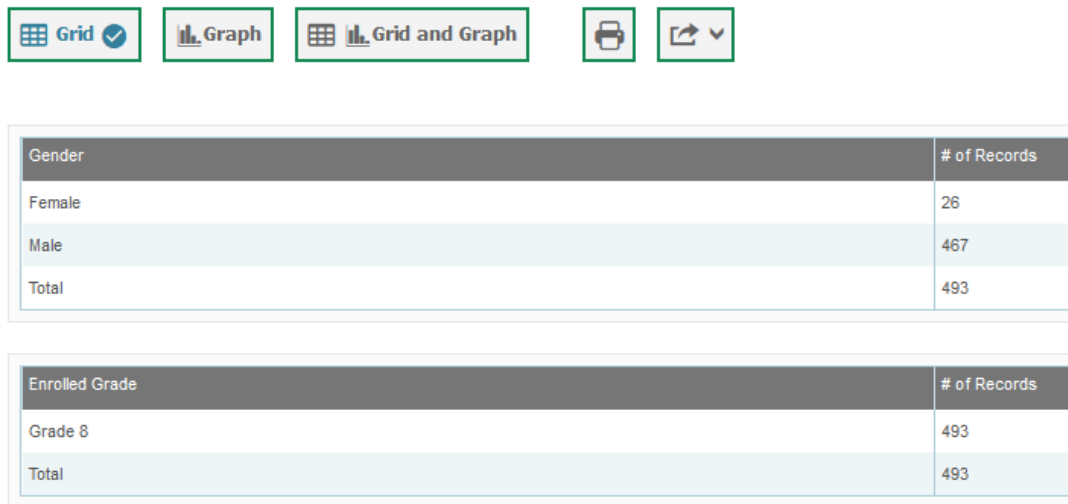 Grid Graph Grid and Graph
Gender # of Records
Female 26
Male 467
Total 493
Enrolled Grade # of Records
Grade 8 493
Total 493